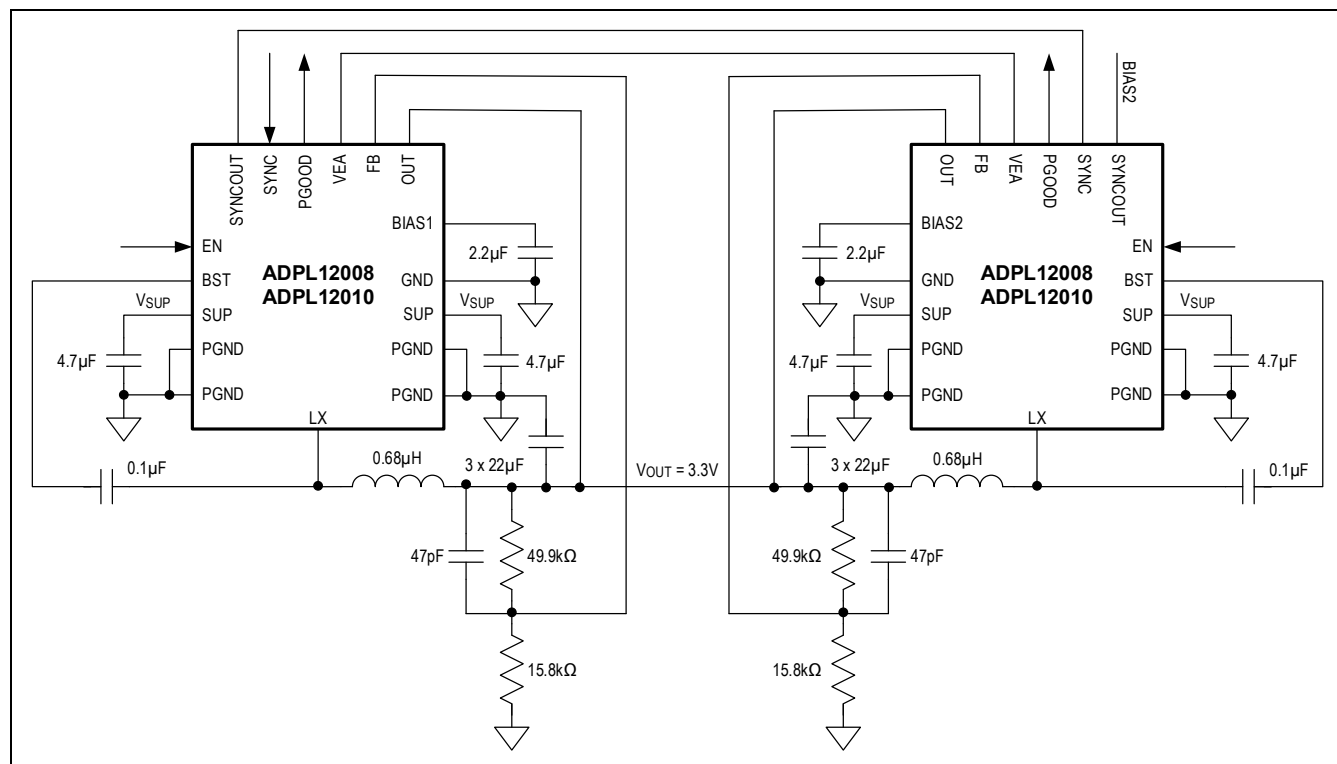 SYNCOUT
SYNC
PGOOD
VEA
FB
OUT
EN
BST
SUP
PGND
PGND
BIAS1
GND
SUP
PGND
PGND
LX
ADPL12008
ADPL12010
VSUP
4.7µF
2.2µF
VSUP
4.7µF
0.1µF
0.68µH
3 x 22µF
47pF
49.9kΩ
15.8kΩ
VOUT = 3.3V
OUT
FB
VEA
PGOOD
SYNC
SYNCOUT
BIAS2
BIAS2
GND
SUP
PGND
PGND
EN
BST
SUP
PGND
PGND
LX
ADPL12008
ADPL12010
2.2µF
VSUP
4.7µF
VSUP
4.7µF
3 x 22µF
0.68µH
0.1µF
49.9kΩ
47pF
15.8kΩ